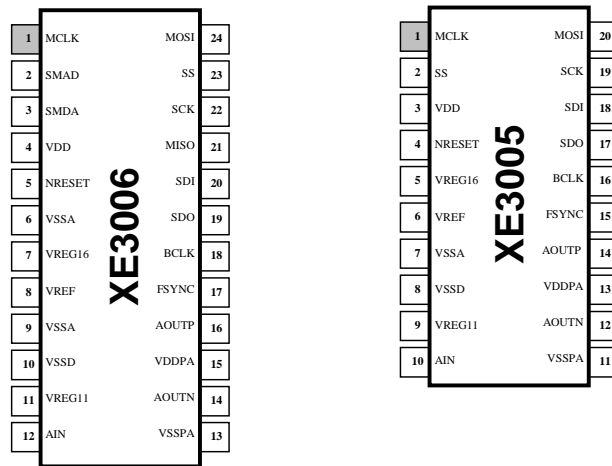 1 MCLK MOSI 24
2 SMAD SS 23
3 SMDA SCK 22
4 VDD MISO 21
5 NRESET SDI 20
6 VSSA SDO 19
7 VREG16 BCLK 18
8 VREF FSYNC 17
9 VSSA AOUTP 16
10 VSSD VDDPA 15
11 VREG11 AOUTN 14
12 AIN VSSPA 13
XE3006
1 MCLK MOSI 20
2 SS SCK 19
3 VDD SDI 18
4 NRESET SDO 17
5 VREG16 BCLK 16
6 VREF FSYNC 15
7 VSSA AOUTP 14
8 VSSD VDDPA 13
9 VREG11 AOUTN 12
10 AIN VSSPA 11
XE3005